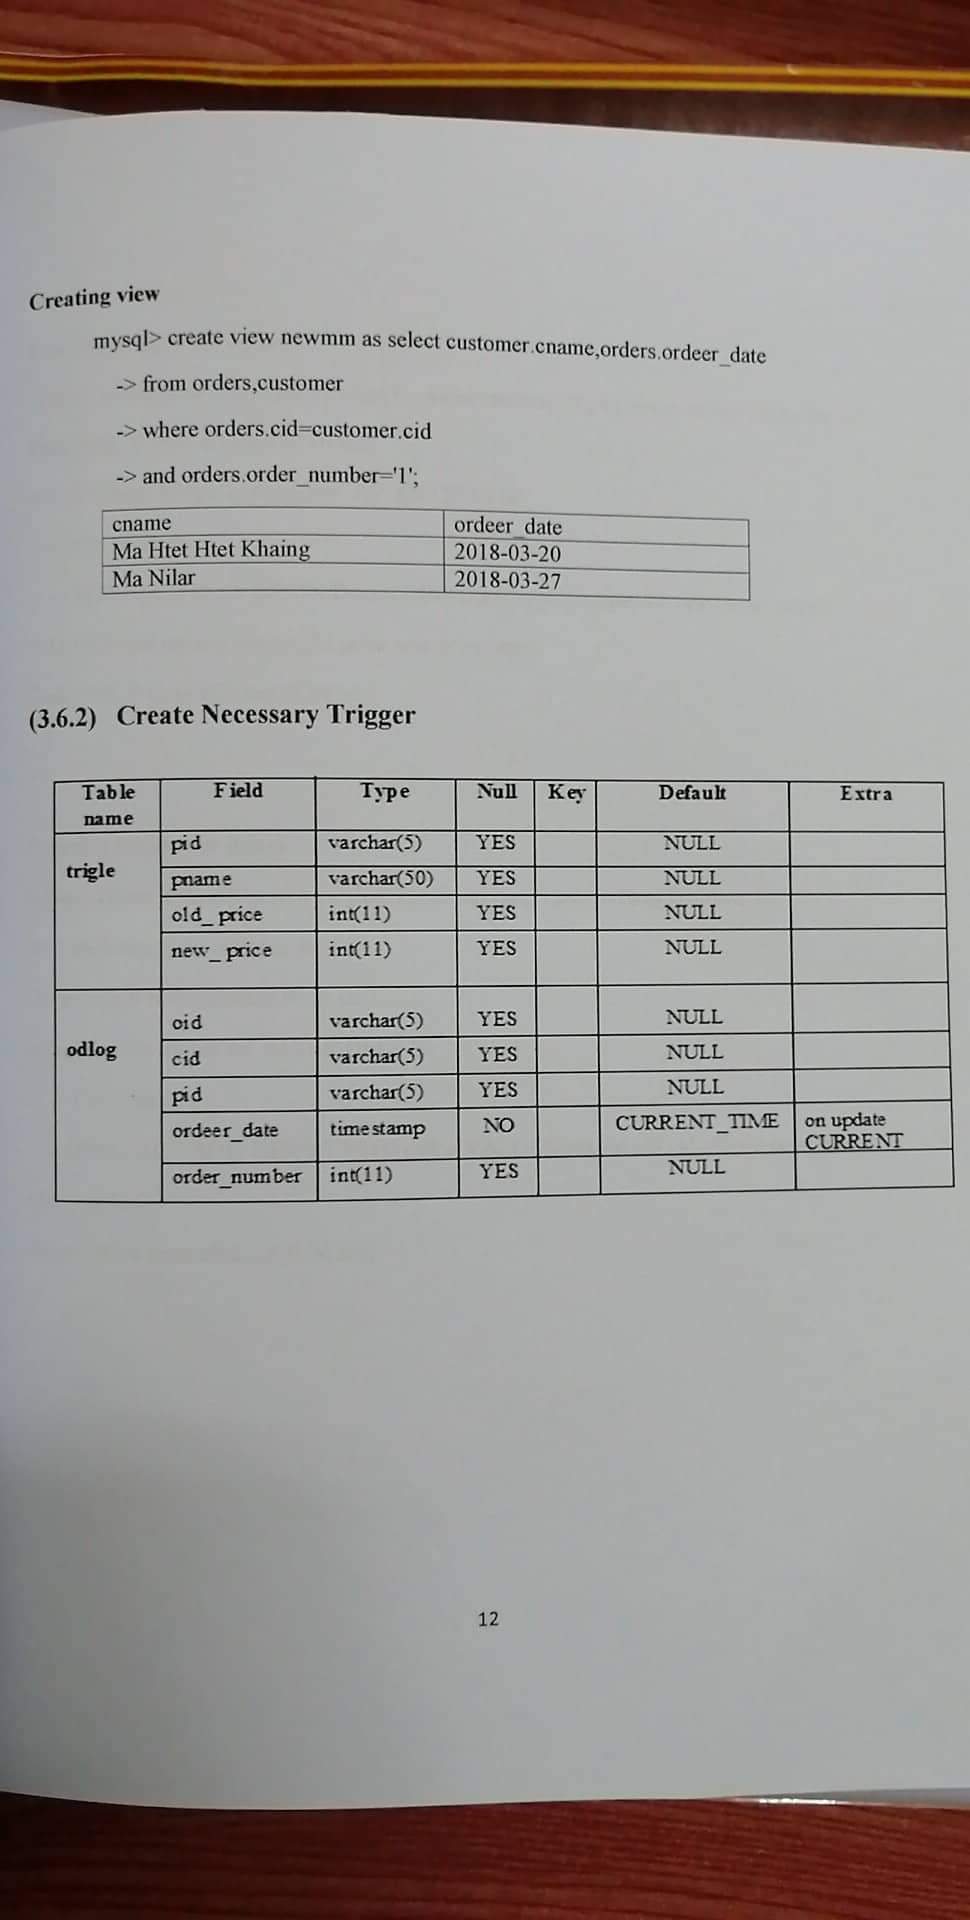 Creating view
mysql> create view newmm as select customer.cname,orders.ordeer_date
-> from orders,customer
-> where orders.cid=customer.cid
-> and orders.order_number='1';
cname ordeer_date
Ma Htet Htet Khaing 2018-03-20
Ma Nilar 2018-03-27
(3.6.2) Create Necessary Trigger
Table name Field Type Null Key Default Extra
trigle pid varchar(5) YES NULL
pname varchar(50) YES NULL
old_ price int(11) YES NULL
new_ price int(11) YES NULL
odlog oid varchar(5) YES NULL
cid varchar(5) YES NULL
pid varchar(5) YES NULL
ordeer_date timestamp NO CURRENT_TIME on update CURRENT
order_number int(11) YES NULL
12